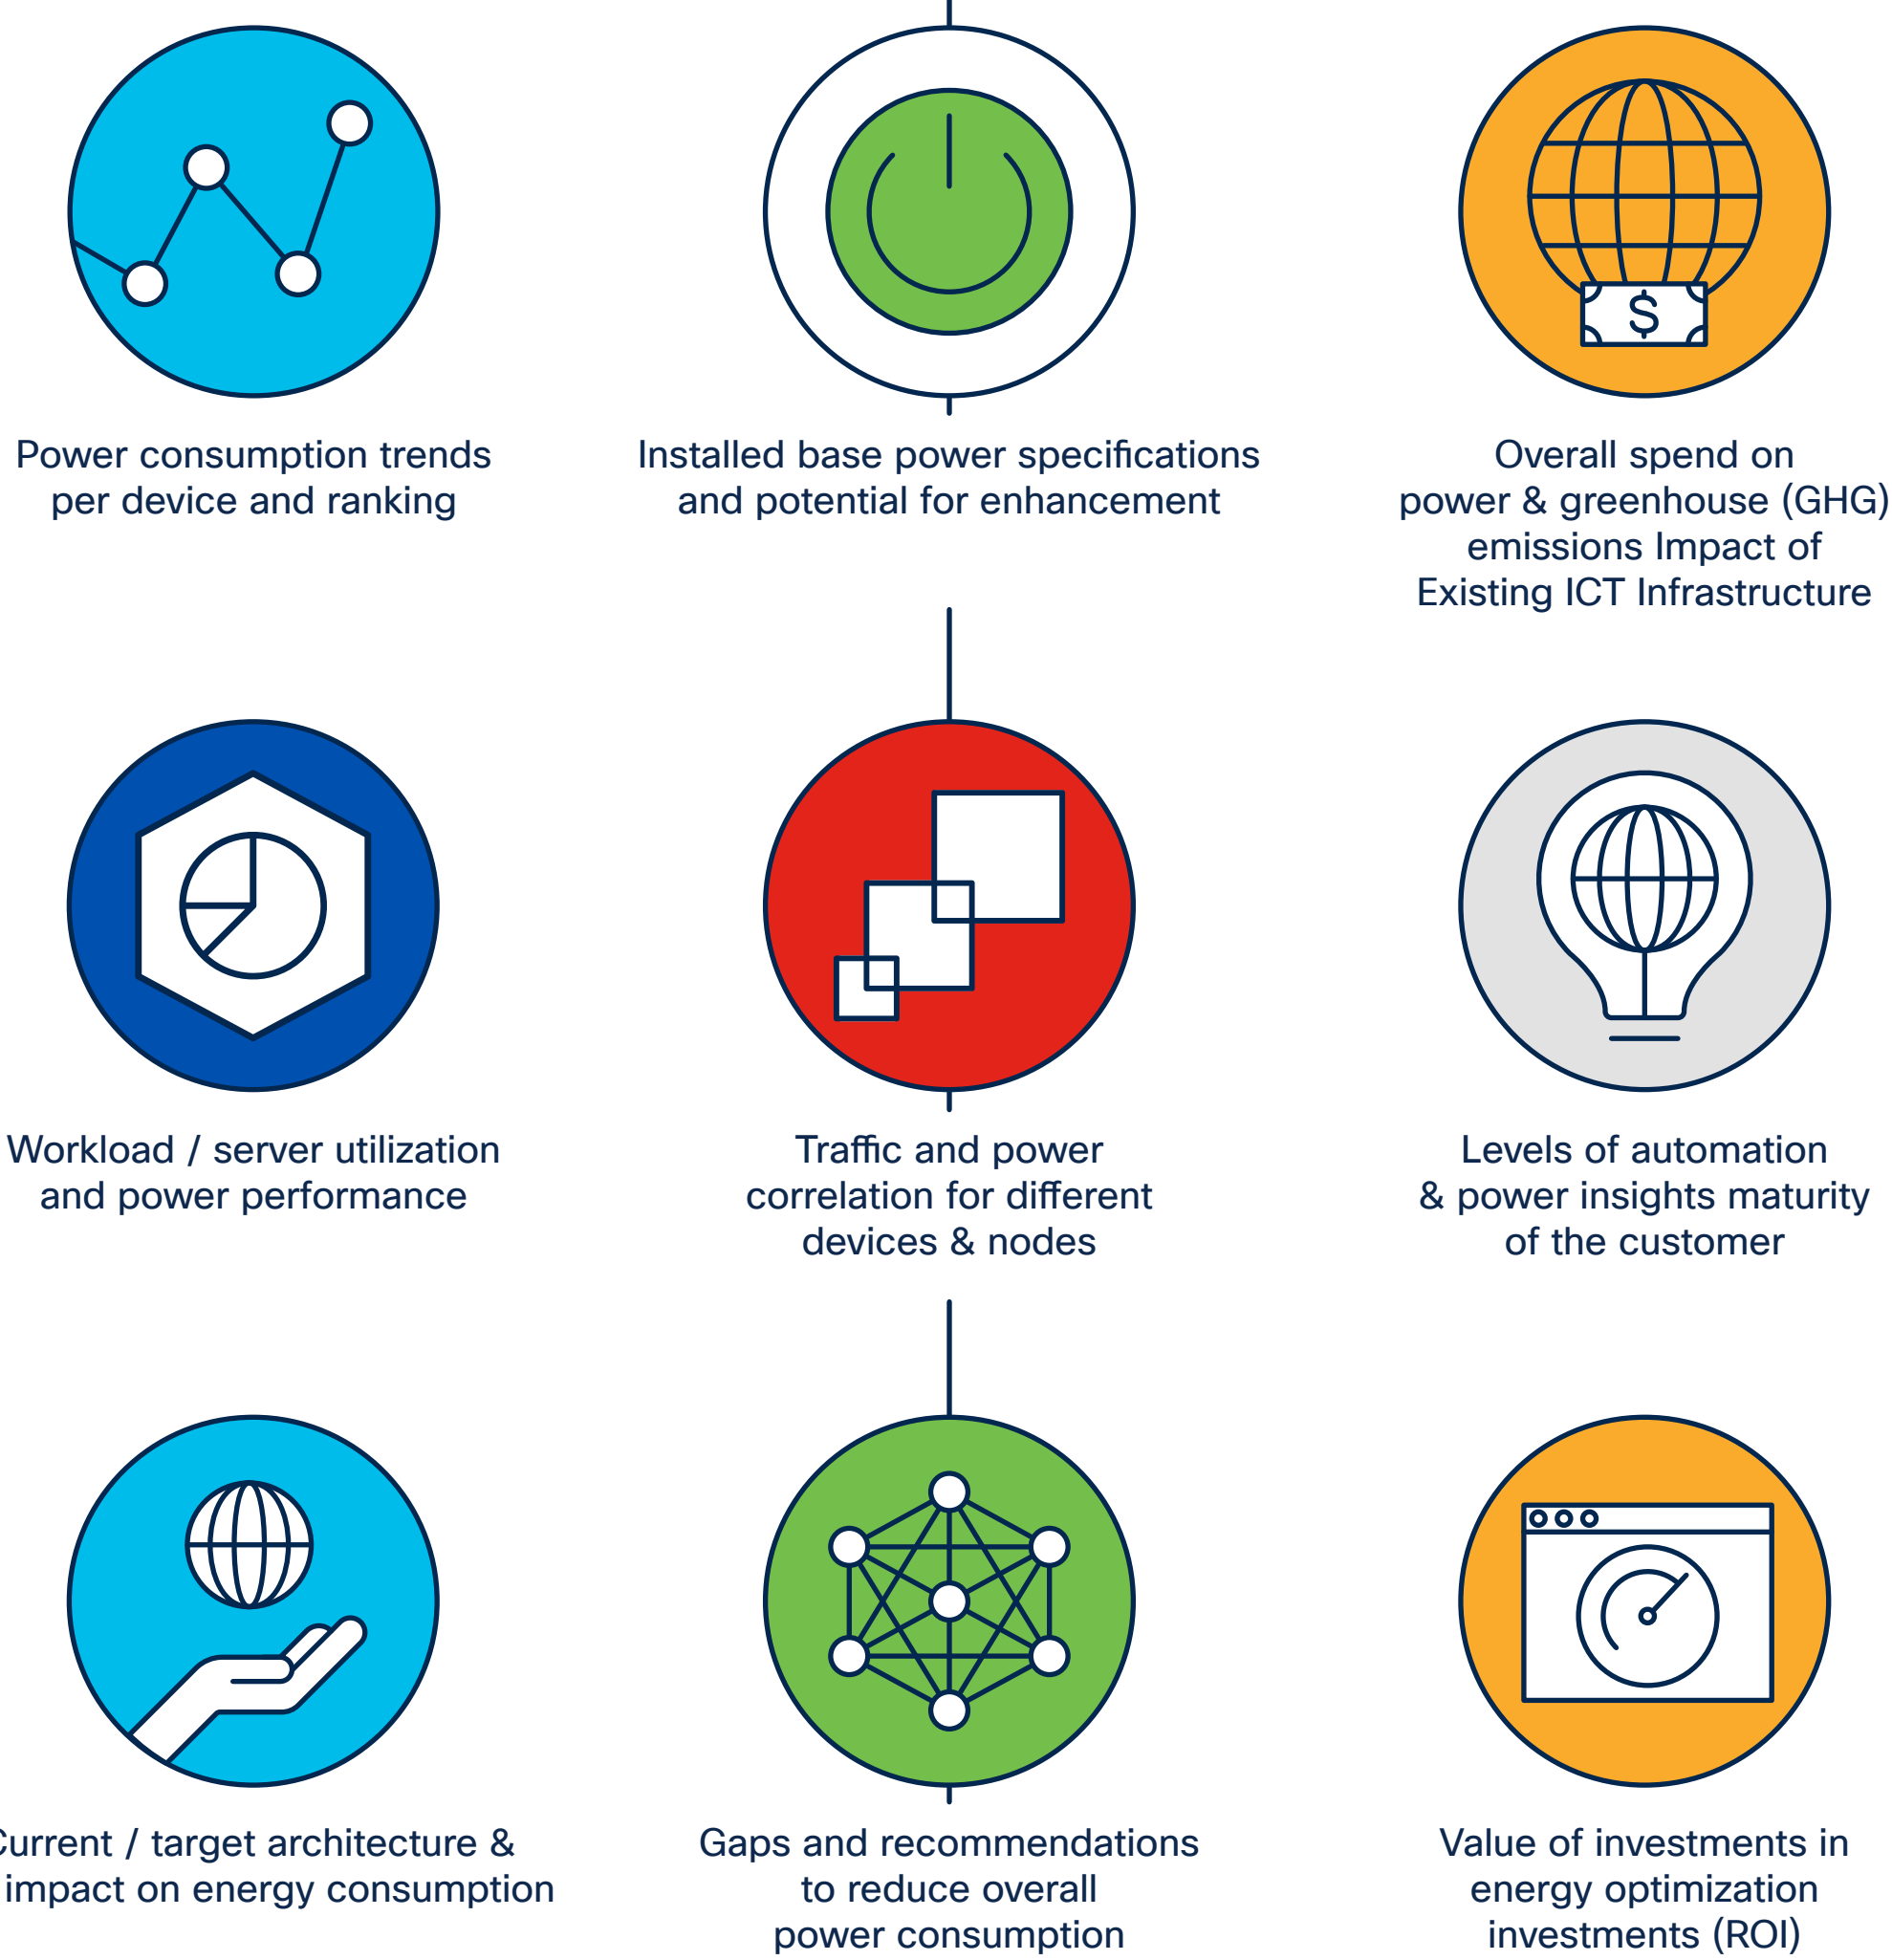 Power consumption trends
per device and ranking
Installed base power specifications
and potential for enhancement
$
Overall spend on
power & greenhouse (GHG)
emissions Impact of
Existing ICT Infrastructure
Workload / server utilization
and power performance
Traffic and power
correlation for different
devices & nodes
Levels of automation
& power insights maturity
of the customer
Current / target architecture &
impact on energy consumption
Gaps and recommendations
to reduce overall
power consumption
Value of investments in
energy optimization
investments (ROI)